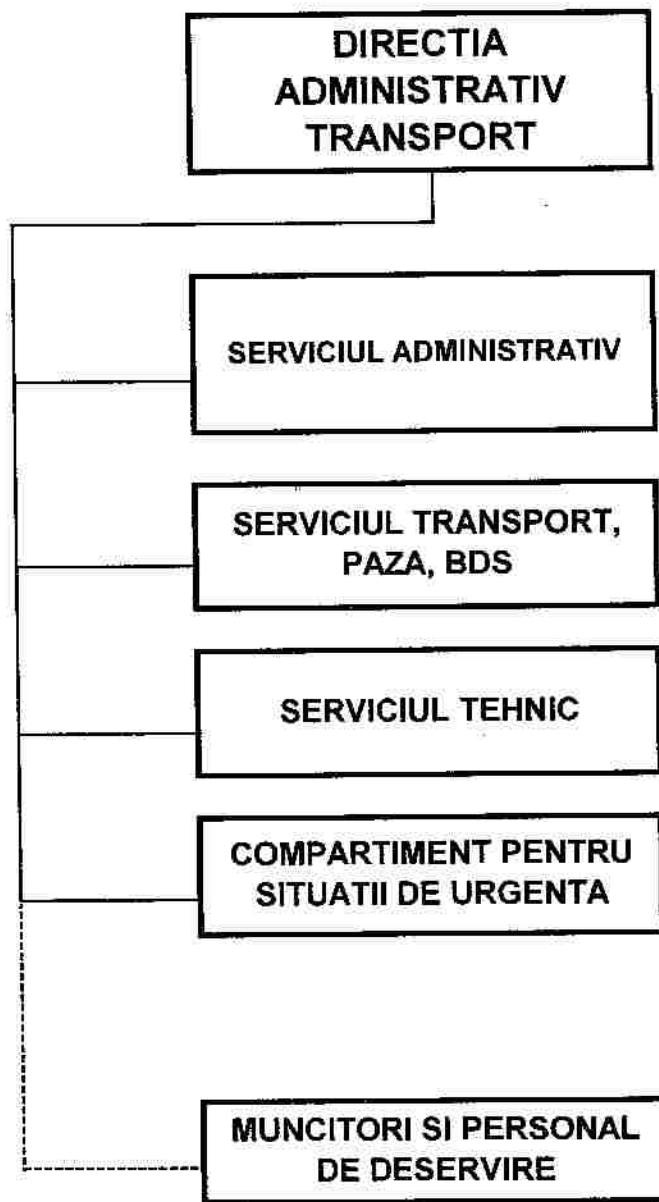 DIRECTIA
ADMINISTRATIV
TRANSPORT
SERVICIUL ADMINISTRATIV
SERVICIUL TRANSPORT,
PAZA, BDS
SERVICIUL TEHNIC
COMPARTIMENT PENTRU
SITUATII DE URGENTA
MUNCITORI SI PERSONAL
DE DESERVIRE